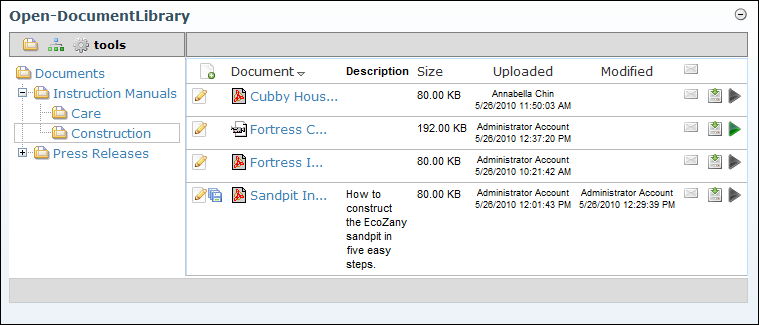 Open-DocumentLibrary
tools
Documents
Instruction Manuals
Care
Construction
Press Releases
Document Description Size Uploaded Modified
Cubby Hous... 80.00 KB Annabella Chin
5/26/2010 11:50:03 AM
Fortress C... 192.00 KB Administrator Account
5/26/2010 12:37:20 PM
Fortress I... 80.00 KB Administrator Account
5/26/2010 10:21:42 AM
Sandpit In... How to 80.00 KB Administrator Account Administrator Account
construct 5/26/2010 12:01:43 PM 5/26/2010 12:29:39 PM
the EcoZany
sandpit in
five easy
steps.